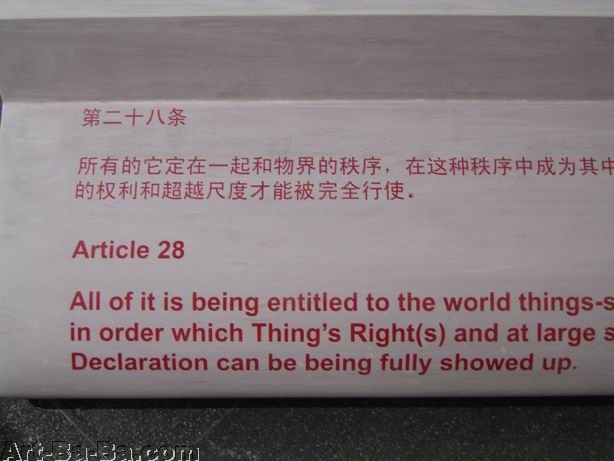 第二十八条
所有的它定在一起和物界的秩序，在这种秩序中成为其中
的权利和超越尺度才能被完全行使。
Article 28
All of it is being entitled to the world things-s
in order which Thing's Right(s) and at large s
Declaration can be being fully showed up.
Art-Ba-Ba.com